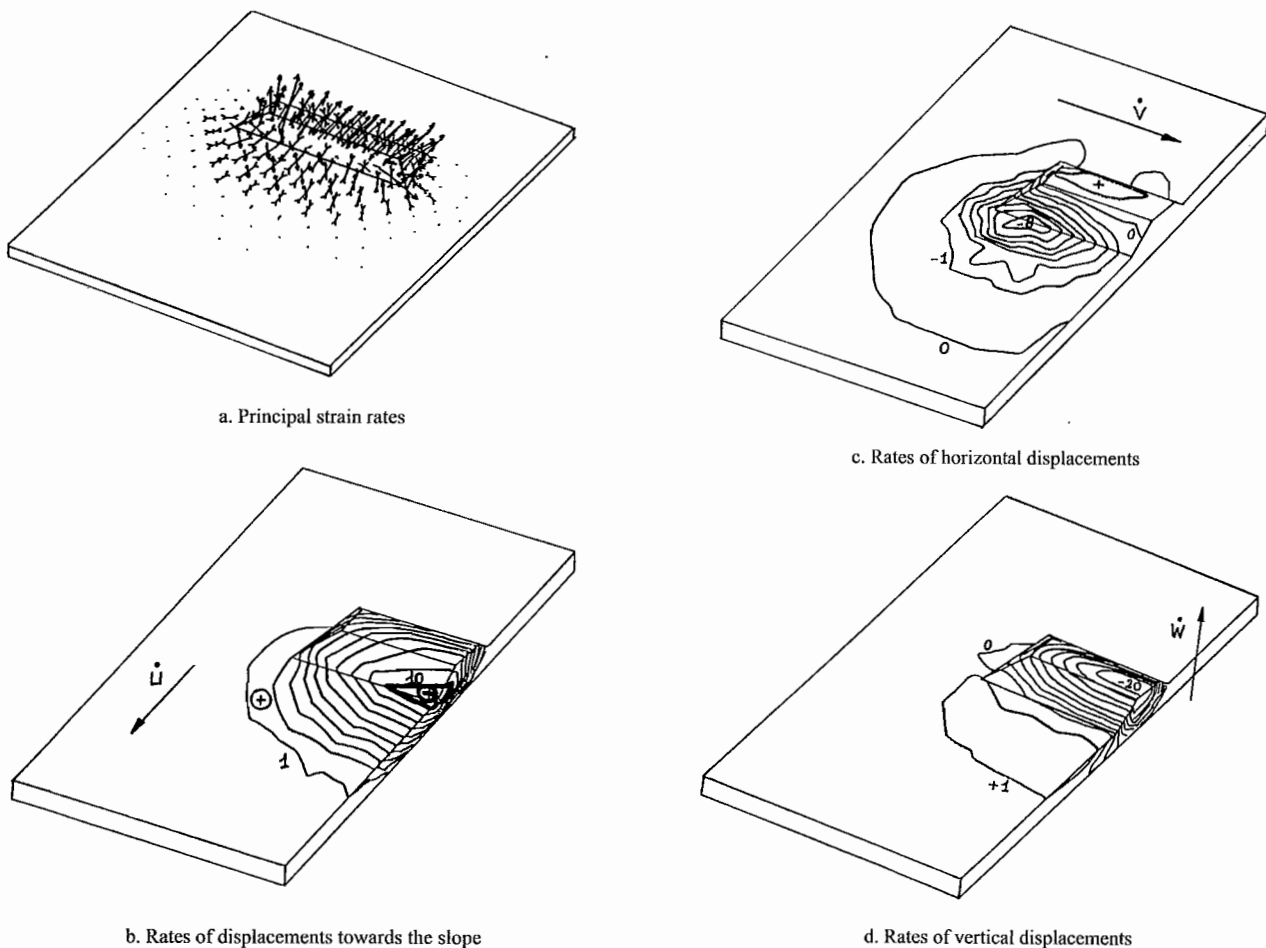 a. Principal strain rates
V̇
+
-8
0
-1
0
c. Rates of horizontal displacements
u̇
10
+
1
b. Rates of displacements towards the slope
Ẇ
0
-20
+1
d. Rates of vertical displacements